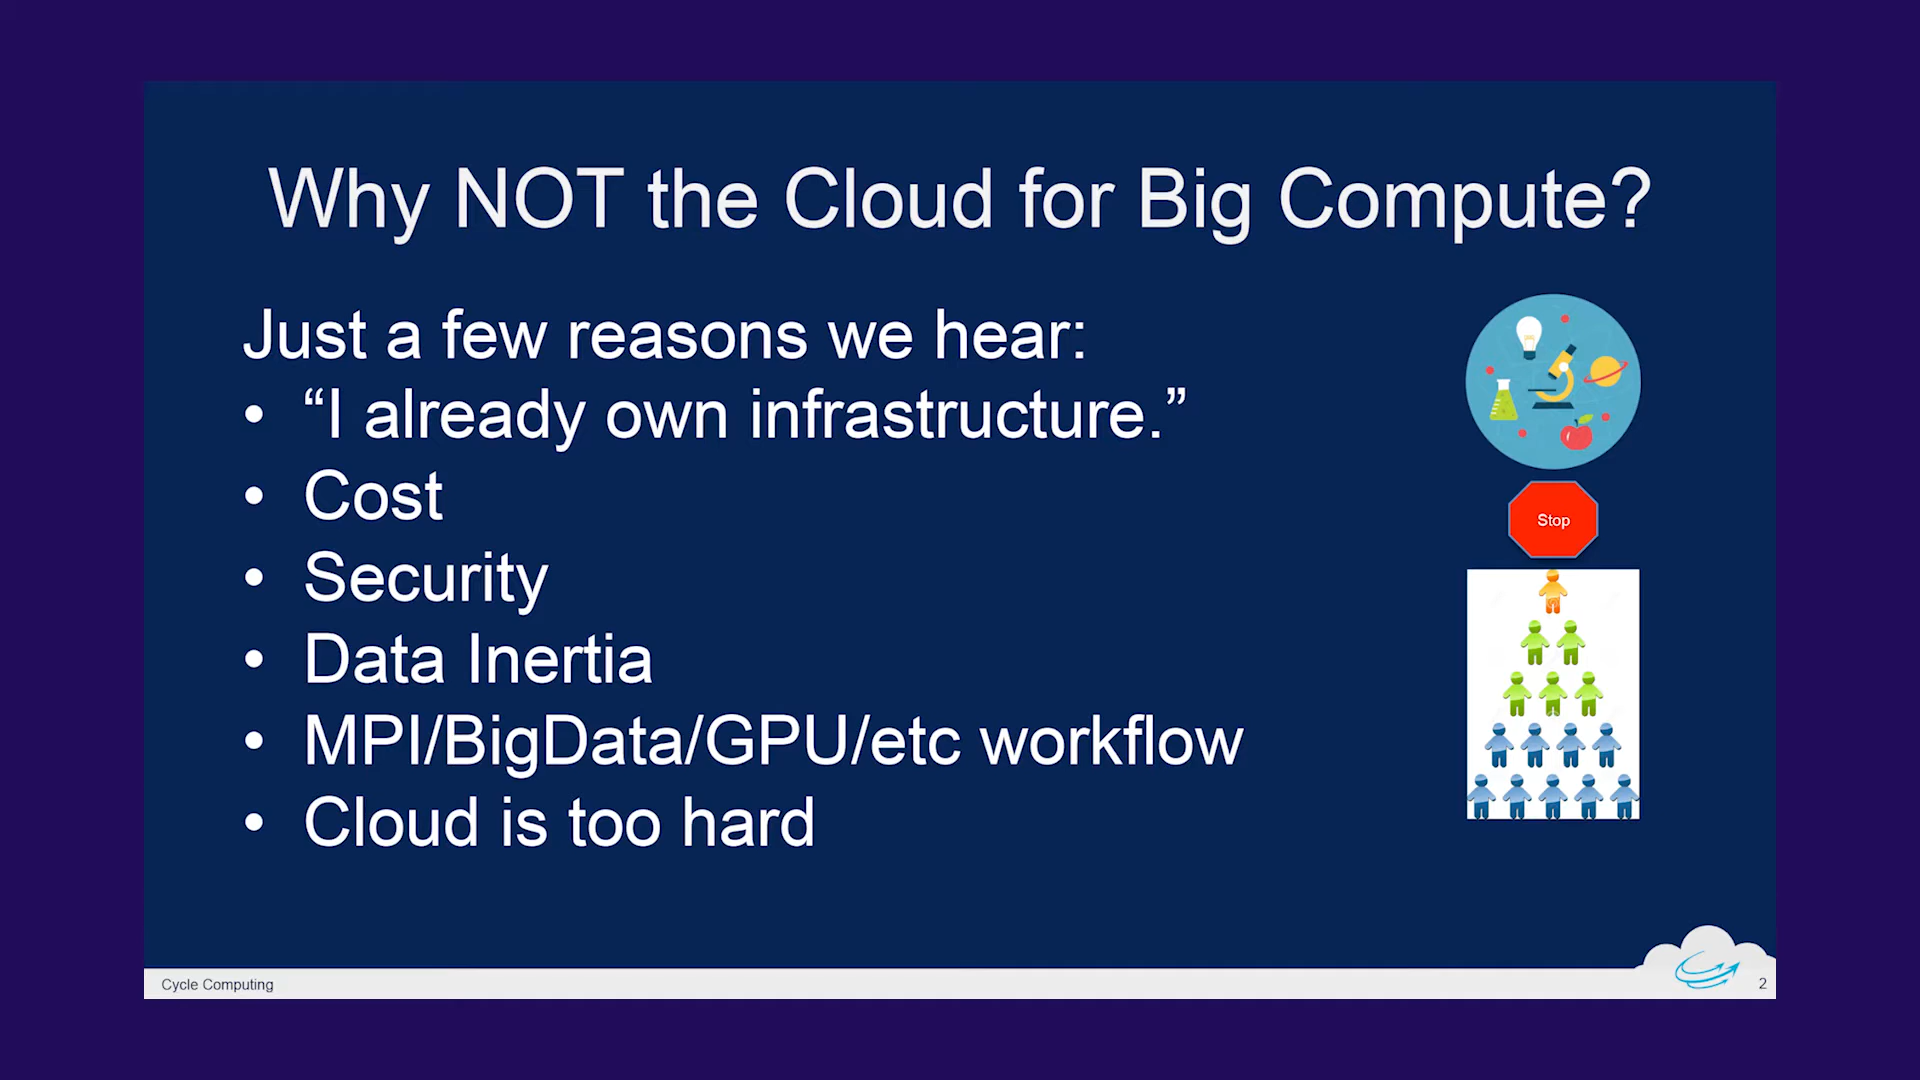 Why NOT the Cloud for Big Compute?
Just a few reasons we hear:
• “I already own infrastructure.”
• Cost
• Security
• Data Inertia
• MPI/BigData/GPU/etc workflow
• Cloud is too hard
Stop
Cycle Computing
2